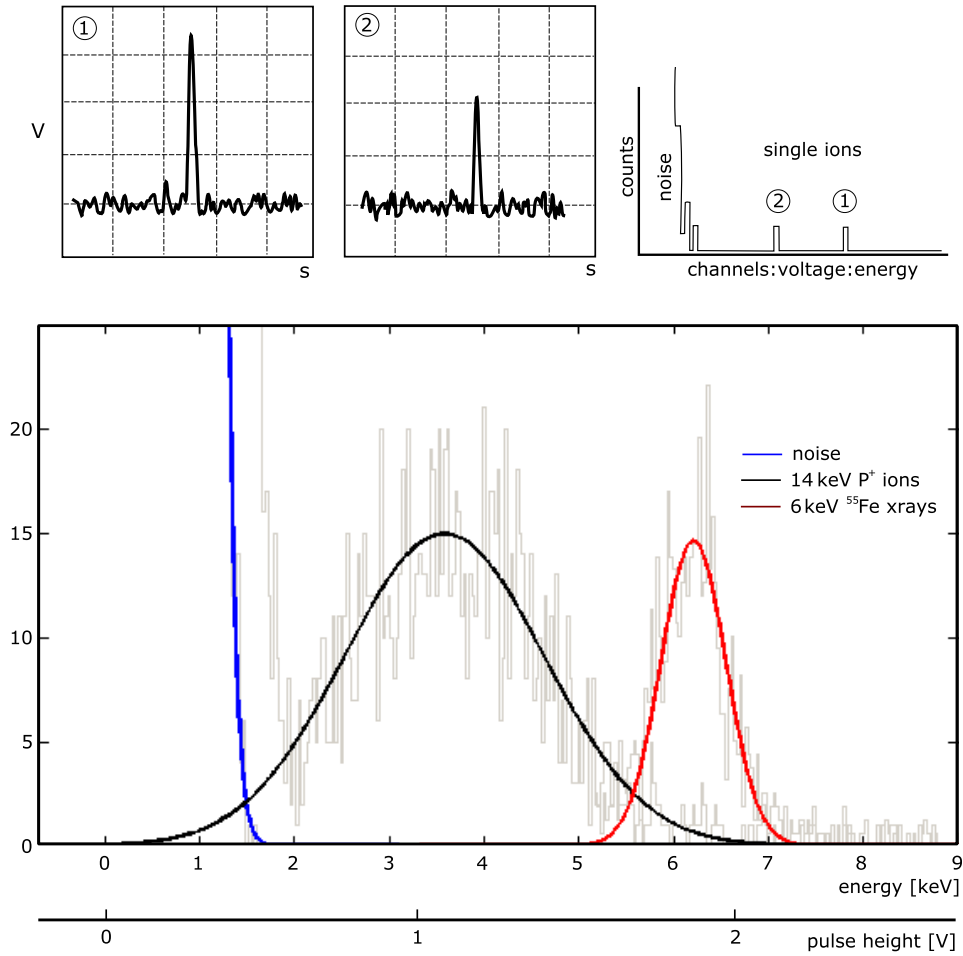 ①
②
V
s
s
counts
noise
single ions
②
①
channels:voltage:energy
20
15
10
5
0
noise
14 keV P⁺ ions
6 keV ⁵⁵Fe xrays
0 1 2 3 4 5 6 7 8 9
energy [keV]
0 1 2
pulse height [V]